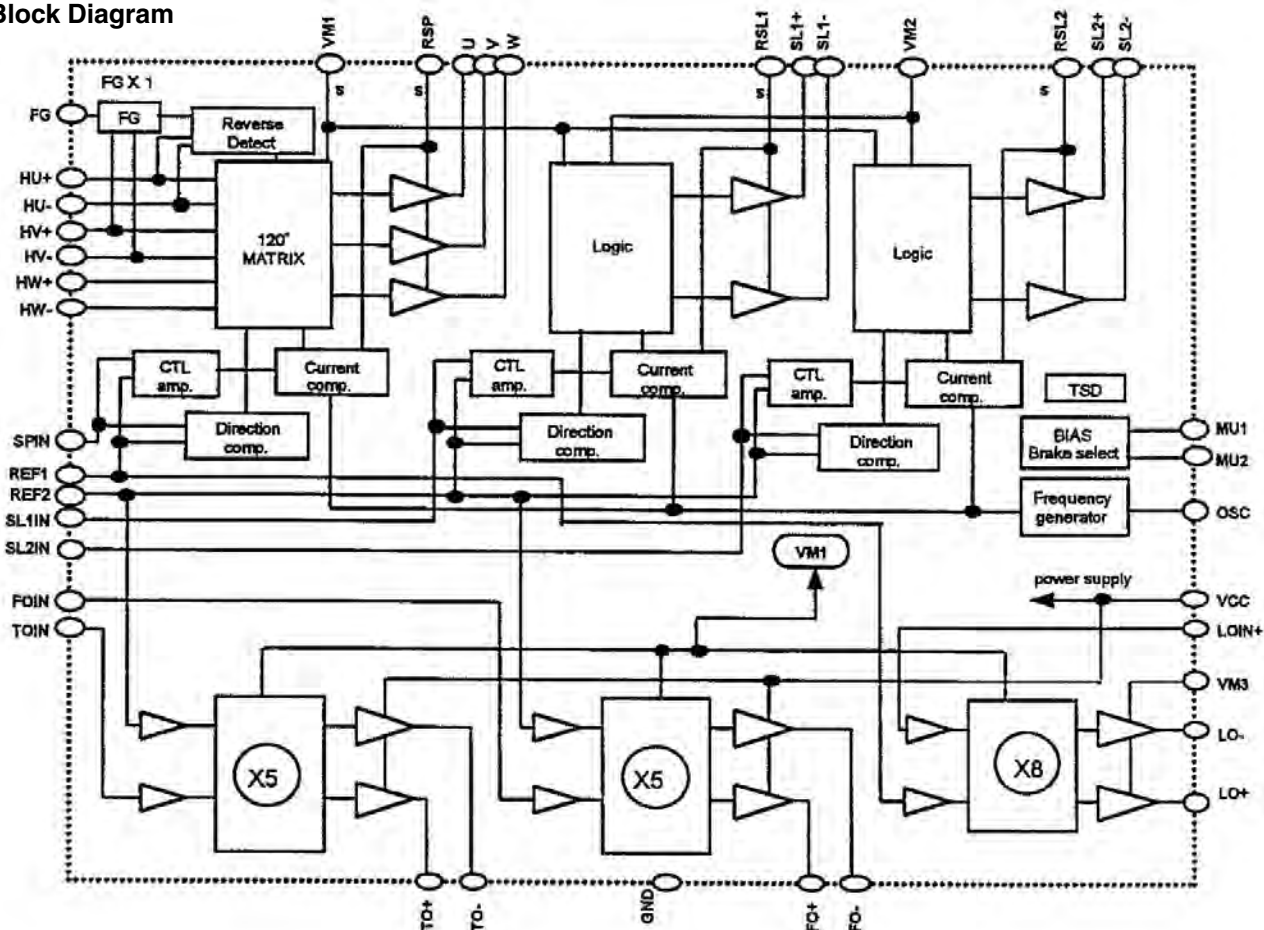 Block Diagram
VM1
RSP
U
V
W
RSL1
SL1+
SL1-
VM2
RSL2
SL2+
SL2-
FG X 1
s
s
s
s
FG
FG
Reverse
Detect
HU+
HU-
HV+
HV-
HW+
HW-
120°
MATRIX
Logic
Logic
CTL
amp.
Current
comp.
CTL
amp.
Current
comp.
CTL
amp.
Current
comp.
TSD
Direction
comp.
Direction
comp.
Direction
comp.
BIAS
Brake select
MU1
MU2
SPIN
REF1
REF2
SL1IN
SL2IN
Frequency
generator
OSC
VM1
power supply
FOIN
TOIN
VCC
LOIN+
VM3
LO-
LO+
X5
X5
X8
TO+
TO-
GND
FO+
FO-